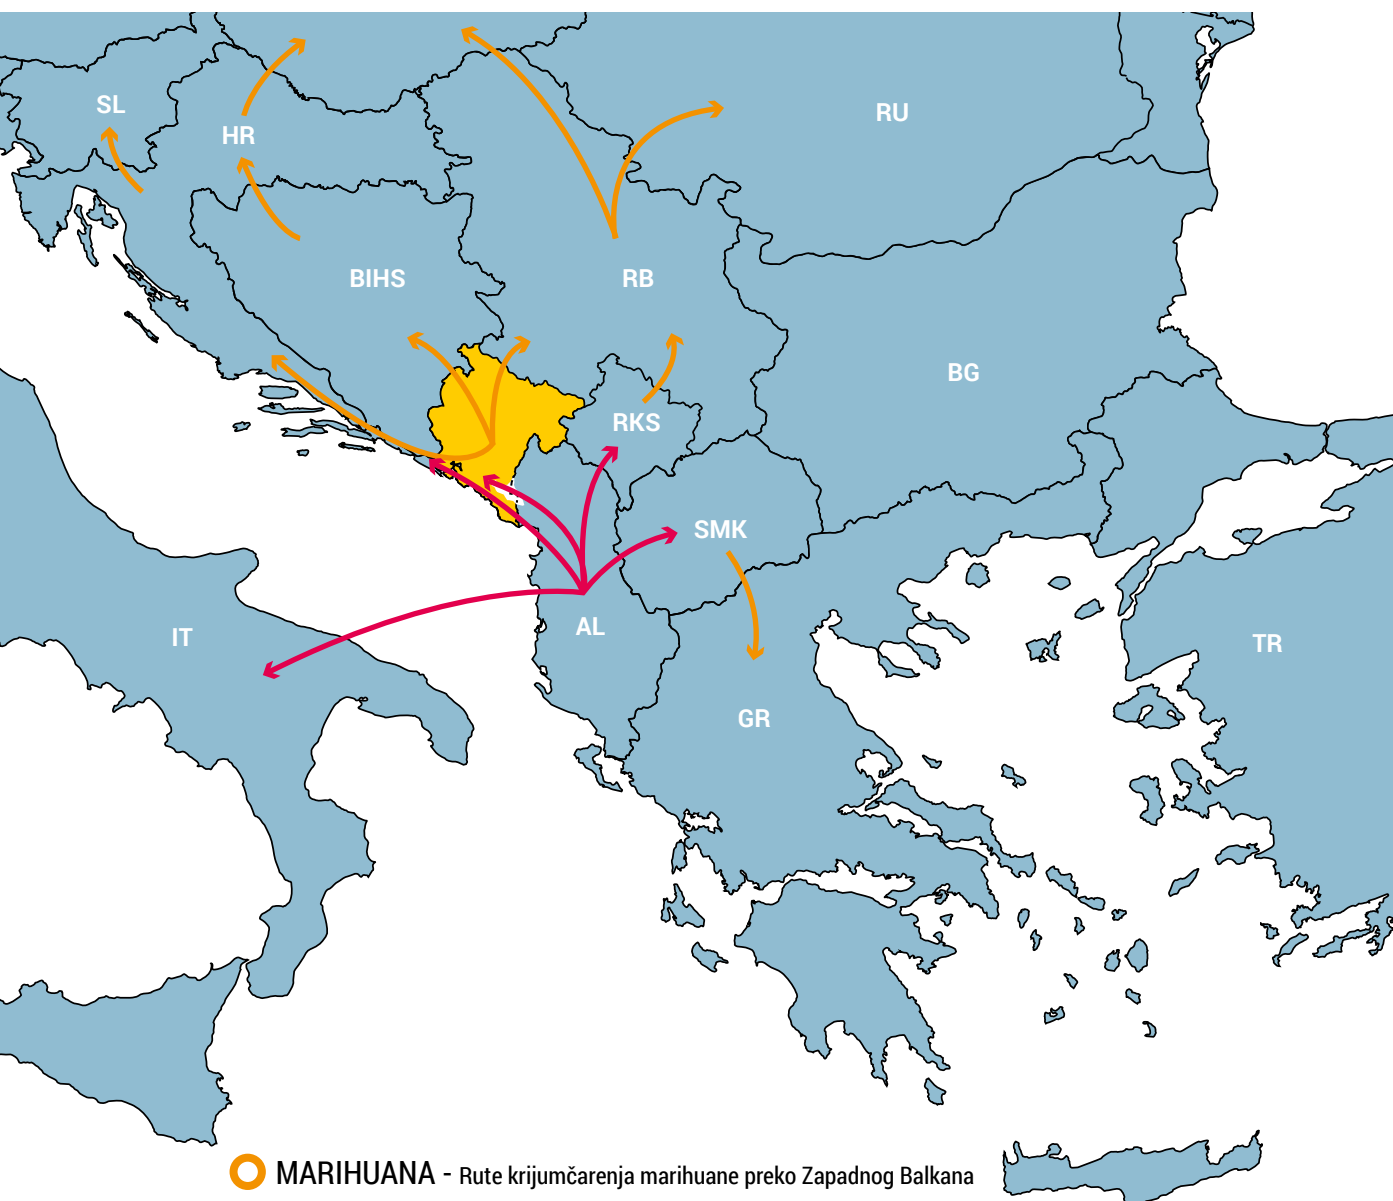 SL
HR
RU
BIHS
RB
BG
RKS
SMK
AL
IT
TR
GR
MARIHUANA - Rute krijumčarenja marihuane preko Zapadnog Balkana